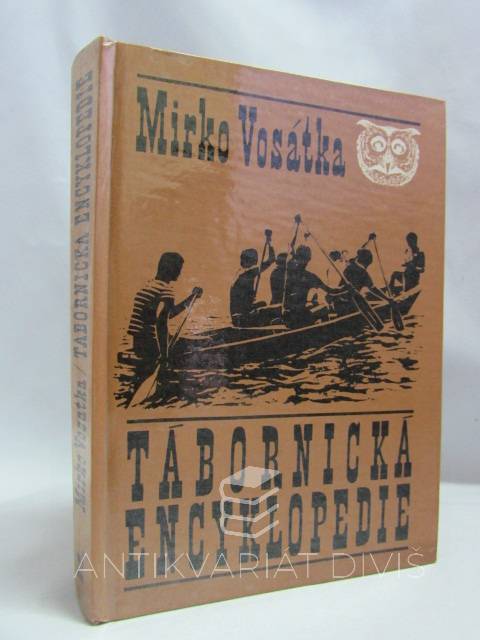 Mirko Vosátka
TÁBORNICKÁ
ENCYKLOPEDIE
Mirko Vosátka / TÁBORNICKÁ ENCYKLOPEDIE
ANTIKVARIÁT DIVIŠ